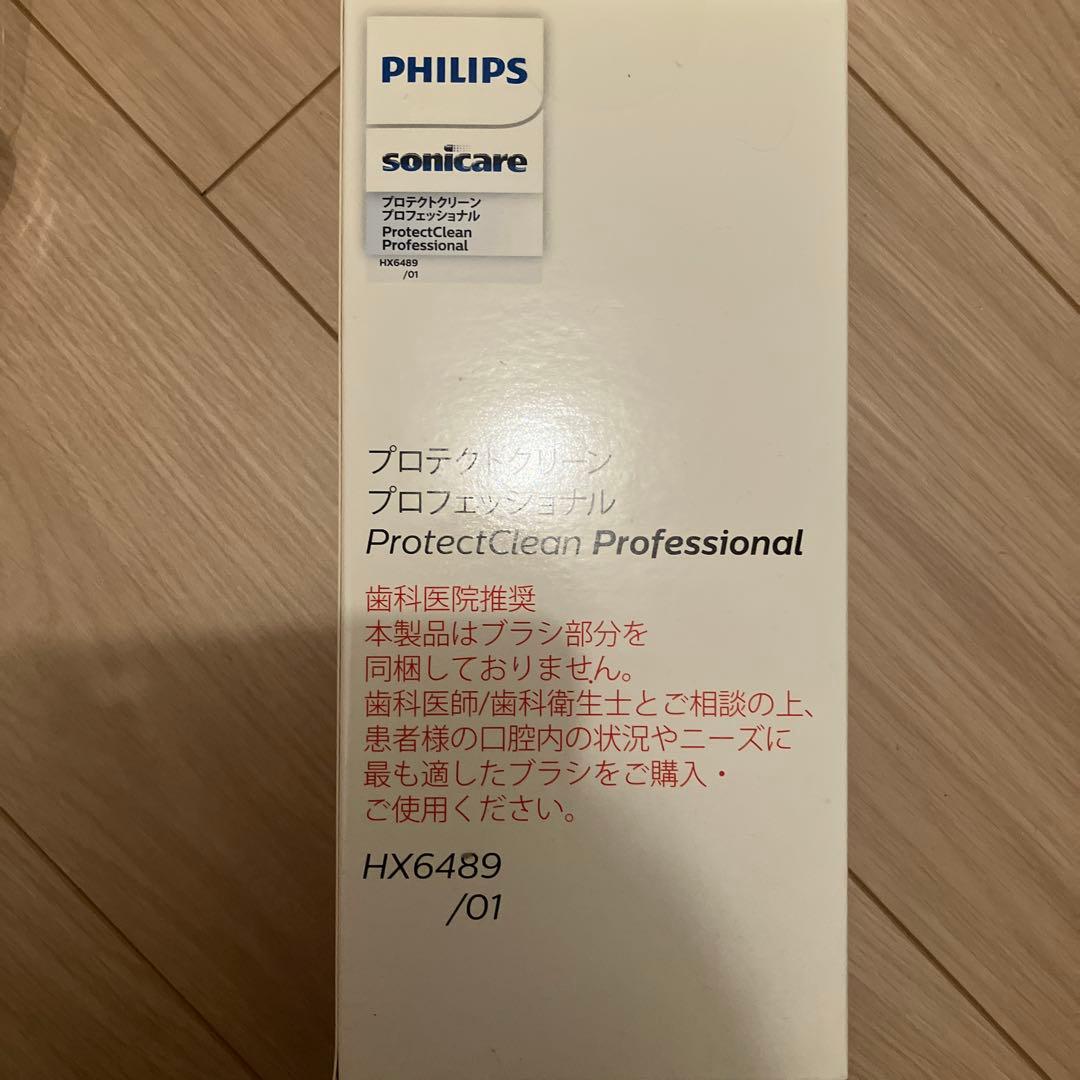 PHILIPS
sonicare
プロテクトクリーン
プロフェッショナル
ProtectClean
Professional
HX6489
/01
プロテクトクリーン
プロフェッショナル
ProtectClean Professional
歯科医院推奨
本製品はブラシ部分を
同梱しておりません。
歯科医師/歯科衛生士とご相談の上、
患者様の口腔内の状況やニーズに
最も適したブラシをご購入・
ご使用ください。
HX6489
/01